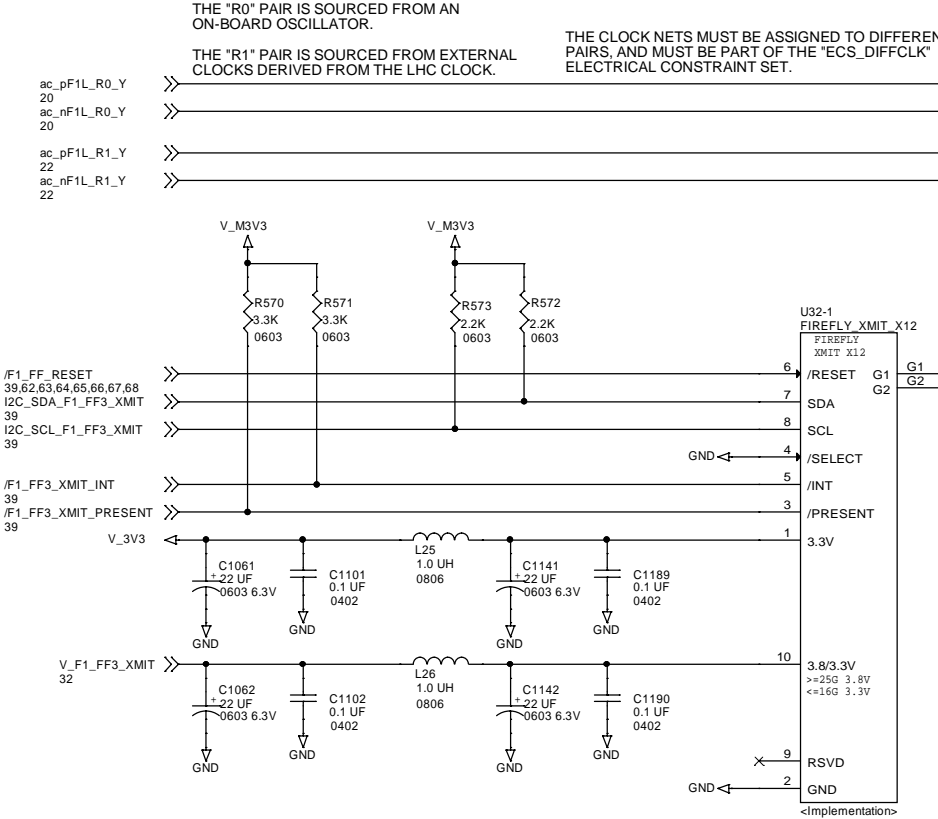 THE "R0" PAIR IS SOURCED FROM AN
ON-BOARD OSCILLATOR.
THE "R1" PAIR IS SOURCED FROM EXTERNAL
CLOCKS DERIVED FROM THE LHC CLOCK.
THE CLOCK NETS MUST BE ASSIGNED TO DIFFEREN
PAIRS, AND MUST BE PART OF THE "ECS_DIFFCLK"
ELECTRICAL CONSTRAINT SET.
ac_pF1L_R0_Y
20
ac_nF1L_R0_Y
20
ac_pF1L_R1_Y
22
ac_nF1L_R1_Y
22
V_M3V3
V_M3V3
R570
3.3K
0603
R571
3.3K
0603
R573
2.2K
0603
R572
2.2K
0603
U32-1
FIREFLY_XMIT_X12
FIREFLY
XMIT X12
/F1_FF_RESET
39,62,63,64,65,66,67,68
I2C_SDA_F1_FF3_XMIT
39
I2C_SCL_F1_FF3_XMIT
39
/F1_FF3_XMIT_INT
39
/F1_FF3_XMIT_PRESENT
39
6
/RESET
G1
G1
G2
G2
7
SDA
8
SCL
GND
4
/SELECT
5
/INT
3
/PRESENT
V_3V3
1
3.3V
C1061
+
22 UF
0603 6.3V
GND
C1101
0.1 UF
0402
GND
L25
1.0 UH
0806
C1141
+
22 UF
0603 6.3V
GND
C1189
0.1 UF
0402
GND
V_F1_FF3_XMIT
32
10
3.8/3.3V
>=25G 3.8V
<=16G 3.3V
C1062
+
22 UF
0603 6.3V
GND
C1102
0.1 UF
0402
GND
L26
1.0 UH
0806
C1142
+
22 UF
0603 6.3V
GND
C1190
0.1 UF
0402
GND
9
RSVD
GND
2
GND
<Implementation>